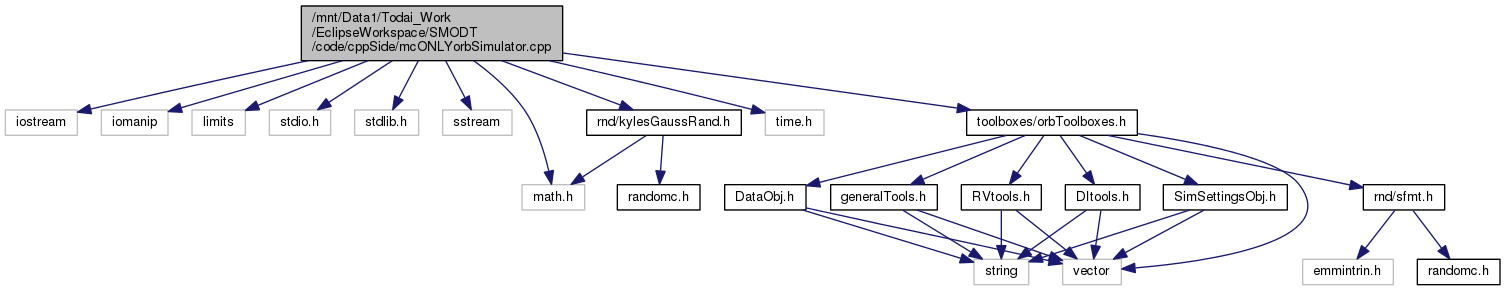 /mnt/Data1/Todai_Work
/EclipseWorkspace/SMODT
/code/cppSide/mcONLYorbSimulator.cpp
iostream
iomanip
limits
stdio.h
stdlib.h
sstream
rnd/kylesGaussRand.h
time.h
toolboxes/orbToolboxes.h
math.h
randomc.h
DataObj.h
generalTools.h
RVtools.h
DItools.h
SimSettingsObj.h
rnd/sfmt.h
string
vector
emmintrin.h
randomc.h